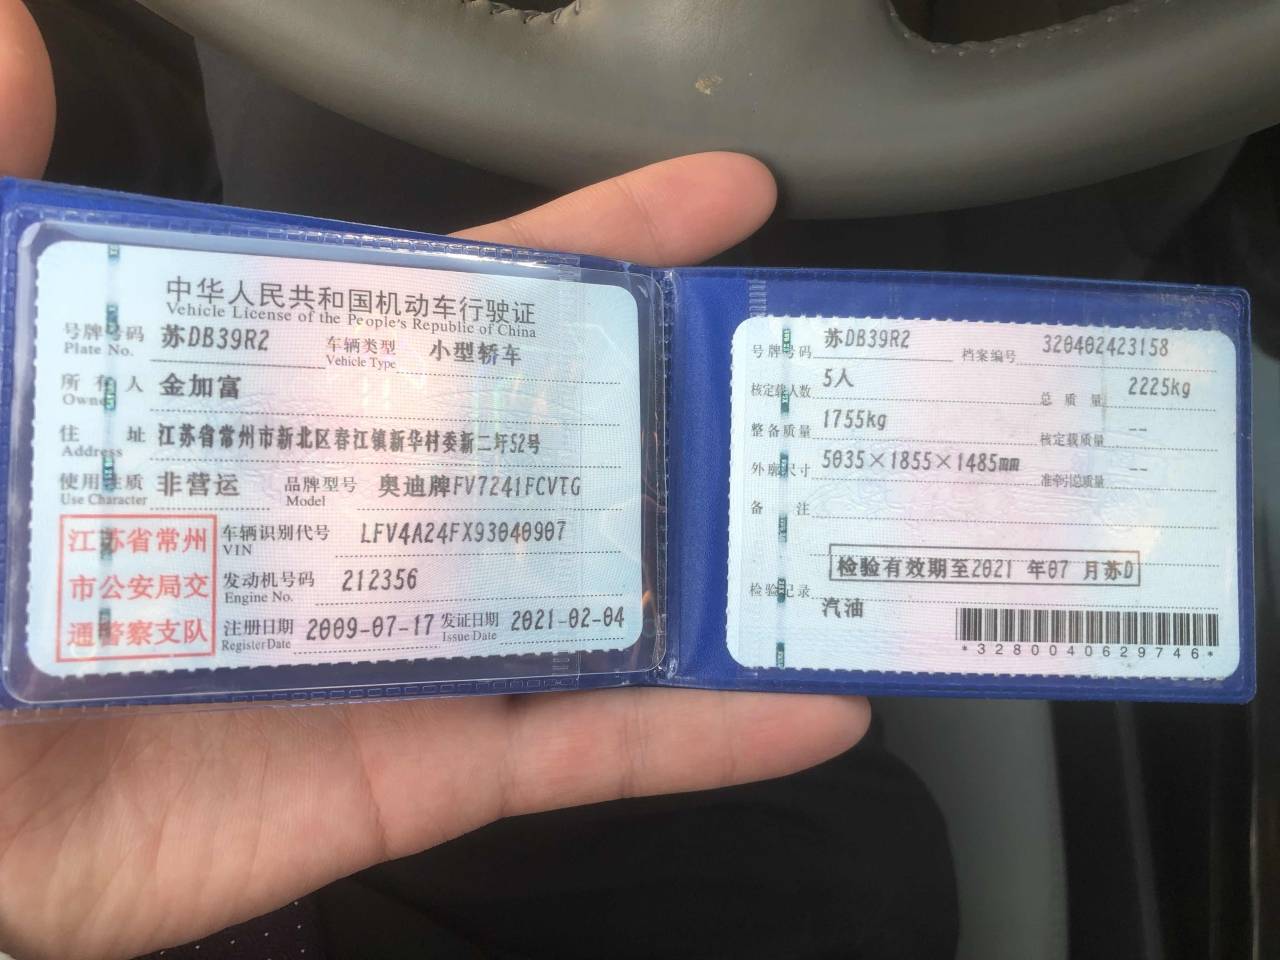 中华人民共和国机动车行驶证
Vehicle License of the People's Republic of China
号牌号码 苏DB39R2 车辆类型 小型轿车
Plate No. Vehicle Type
所有人 金加富
Owner
住址 江苏省常州市新北区春江镇新华村委新二圩52号
Address
使用性质 非营运 品牌型号 奥迪牌FV7241FCVTG
Use Character Model
江苏省常州
市公安局交
通警察支队
车辆识别代号 LFV4A24FX93040907
VIN
发动机号码 212356
Engine No.
注册日期 2009-07-17 发证日期 2021-02-04
Register Date Issue Date
号牌号码 苏DB39R2 档案编号 320402423158
核定载人数 5人 总质量 2225kg
整备质量 1755kg 核定载质量 --
外廓尺寸 5035×1855×1485mm 准牵引总质量 --
备注
检验有效期至2021 年07 月苏D
检验记录
汽油
*3280040629746*